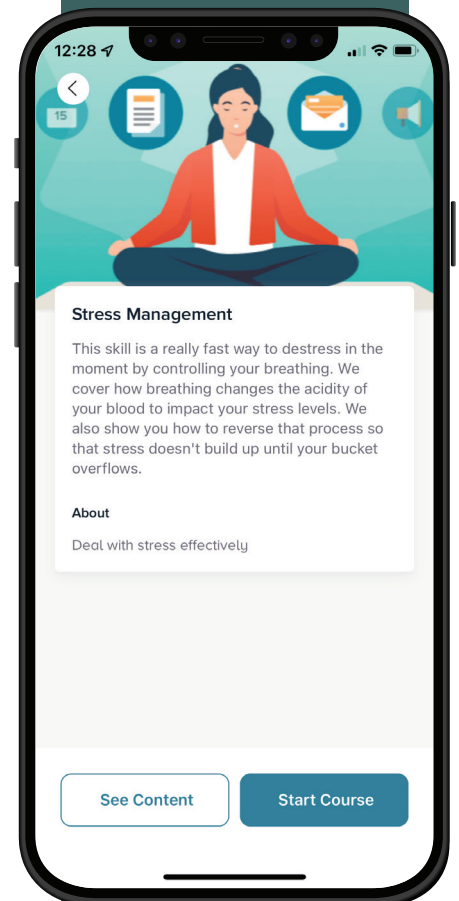 12:28
15
Stress Management
This skill is a really fast way to destress in the
moment by controlling your breathing. We
cover how breathing changes the acidity of
your blood to impact your stress levels. We
also show you how to reverse that process so
that stress doesn't build up until your bucket
overflows.
About
Deal with stress effectively
See Content
Start Course